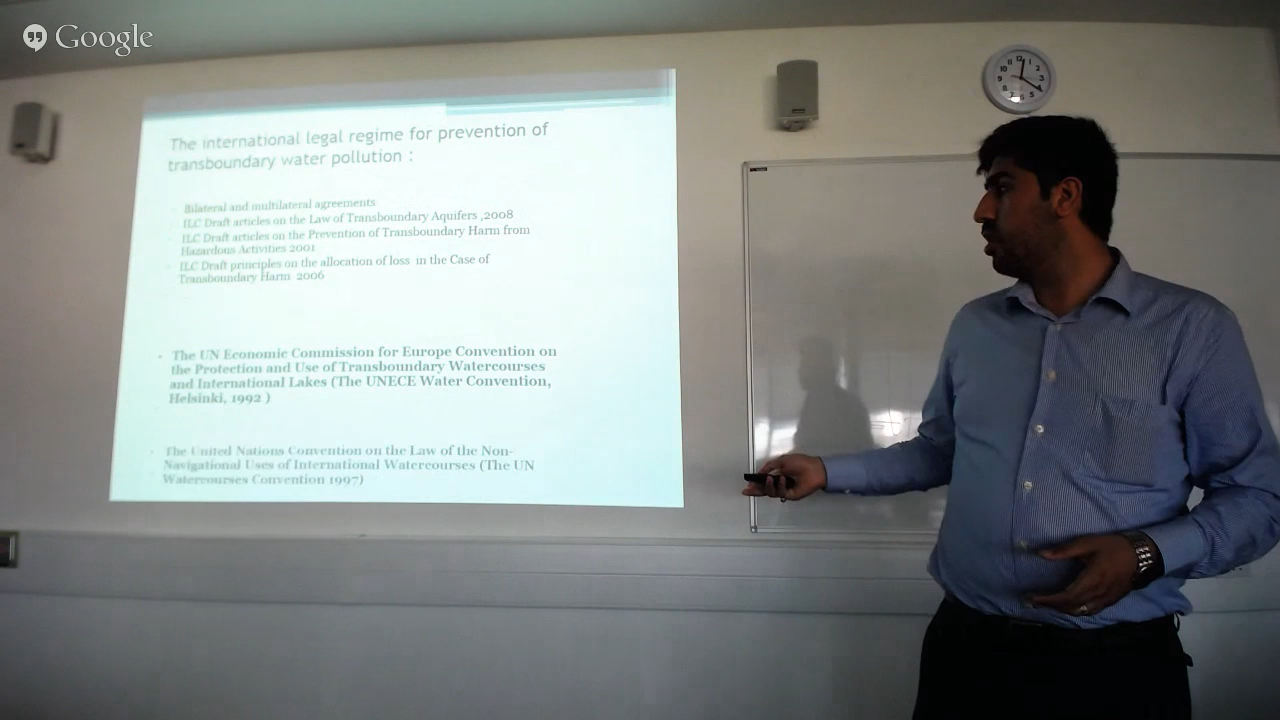 Google
The international legal regime for prevention of
transboundary water pollution :
Bilateral and multilateral agreements
ILC Draft articles on the Law of Transboundary Aquifers ,2008
ILC Draft articles on the Prevention of Transboundary Harm from
Hazardous Activities 2001
ILC Draft principles on the allocation of loss in the Case of
Transboundary Harm 2006
• The UN Economic Commission for Europe Convention on
the Protection and Use of Transboundary Watercourses
and International Lakes (The UNECE Water Convention,
Helsinki, 1992 )
The United Nations Convention on the Law of the Non-
Navigational Uses of International Watercourses (The UN
Watercourses Convention 1997)